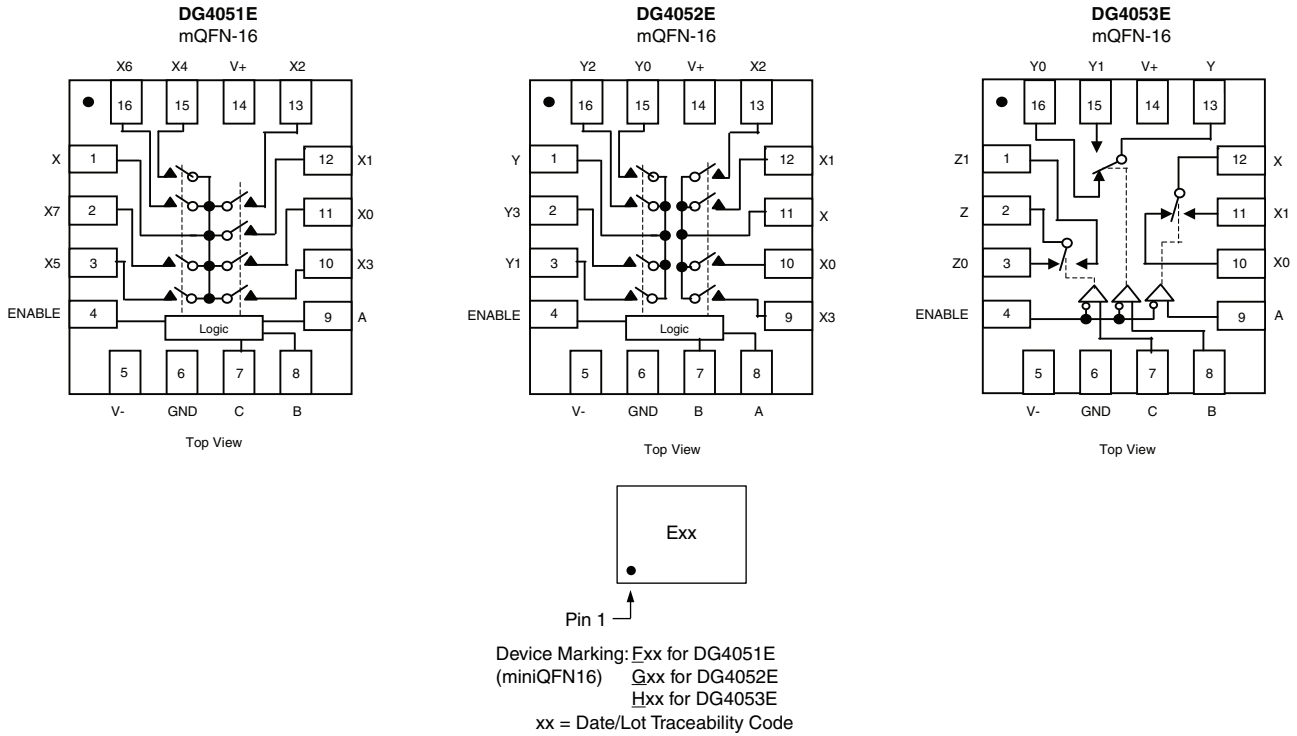 DG4051E
mQFN-16
X6 X4 V+ X2
16 15 14 13
X 1 12 X1
X7 2 11 X0
X5 3 10 X3
ENABLE 4 Logic 9 A
5 6 7 8
V- GND C B
Top View
DG4052E
mQFN-16
Y2 Y0 V+ X2
16 15 14 13
Y 1 12 X1
Y3 2 11 X
Y1 3 10 X0
ENABLE 4 Logic 9 X3
5 6 7 8
V- GND B A
Top View
DG4053E
mQFN-16
Y0 Y1 V+ Y
16 15 14 13
Z1 1 12 X
Z 2 11 X1
Z0 3 10 X0
ENABLE 4 9 A
5 6 7 8
V- GND C B
Top View
Exx
Pin 1
Device Marking: Fxx for DG4051E
(miniQFN16) Gxx for DG4052E
Hxx for DG4053E
xx = Date/Lot Traceability Code